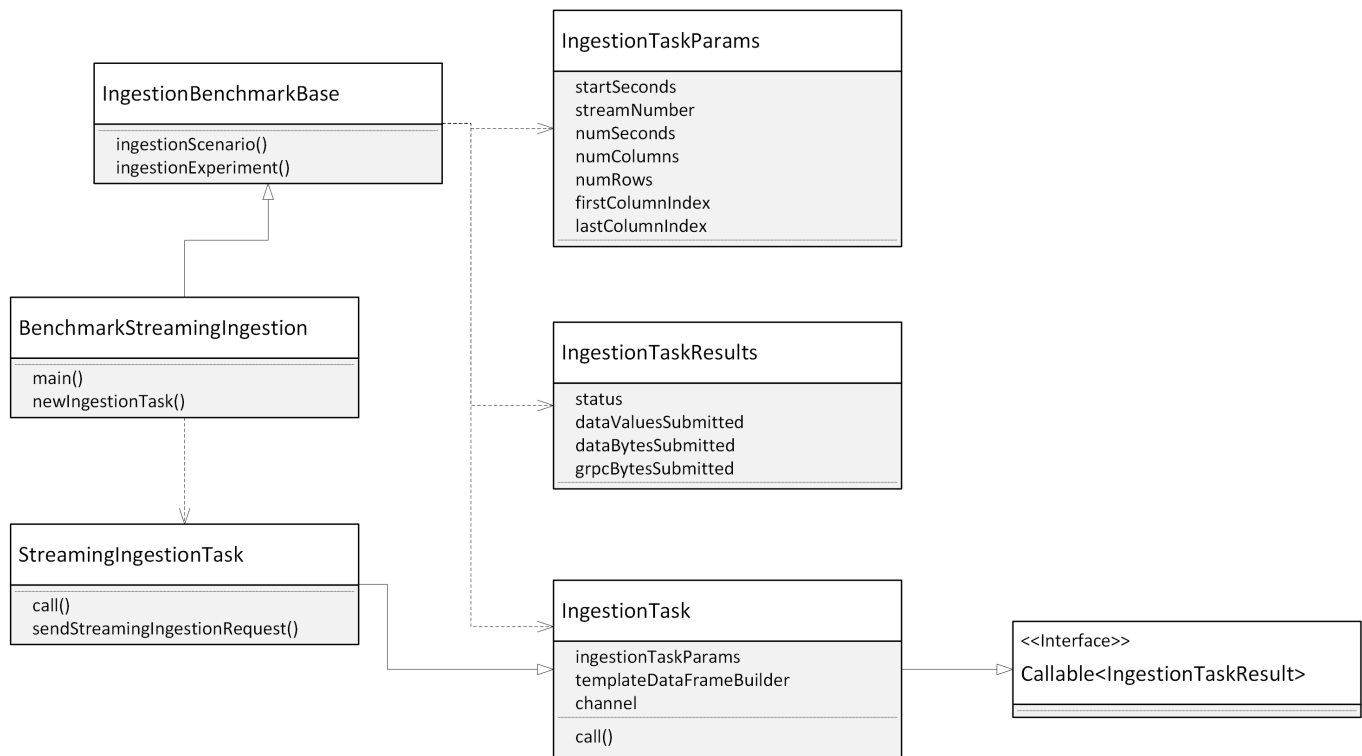 IngestionBenchmarkBase
ingestionScenario()
ingestionExperiment()
BenchmarkStreamingIngestion
main()
newIngestionTask()
StreamingIngestionTask
call()
sendStreamingIngestionRequest()
IngestionTaskParams
startSeconds
streamNumber
numSeconds
numColumns
numRows
firstColumnIndex
lastColumnIndex
IngestionTaskResults
status
dataValuesSubmitted
dataBytesSubmitted
grpcBytesSubmitted
IngestionTask
ingestionTaskParams
templateDataFrameBuilder
channel
call()
<<Interface>>
Callable<IngestionTaskResult>